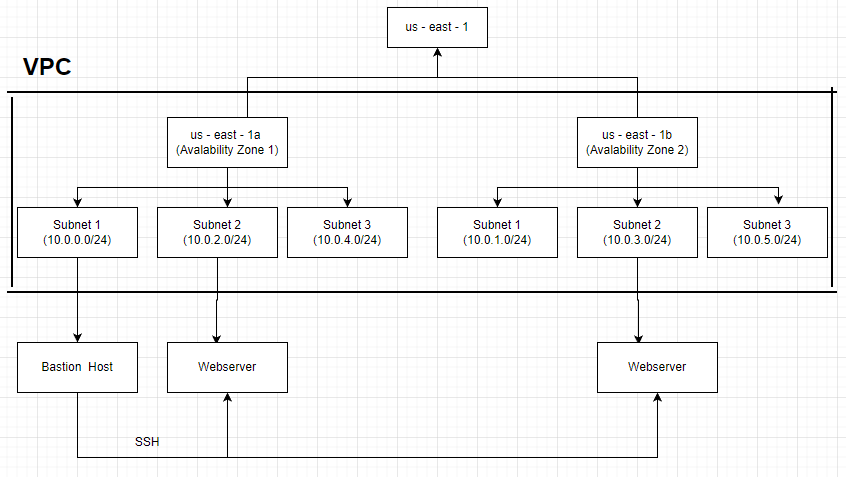 us - east - 1
VPC
us - east - 1a
(Avalability Zone 1)
us - east - 1b
(Avalability Zone 2)
Subnet 1
(10.0.0.0/24)
Subnet 2
(10.0.2.0/24)
Subnet 3
(10.0.4.0/24)
Subnet 1
(10.0.1.0/24)
Subnet 2
(10.0.3.0/24)
Subnet 3
(10.0.5.0/24)
Bastion Host
Webserver
Webserver
SSH